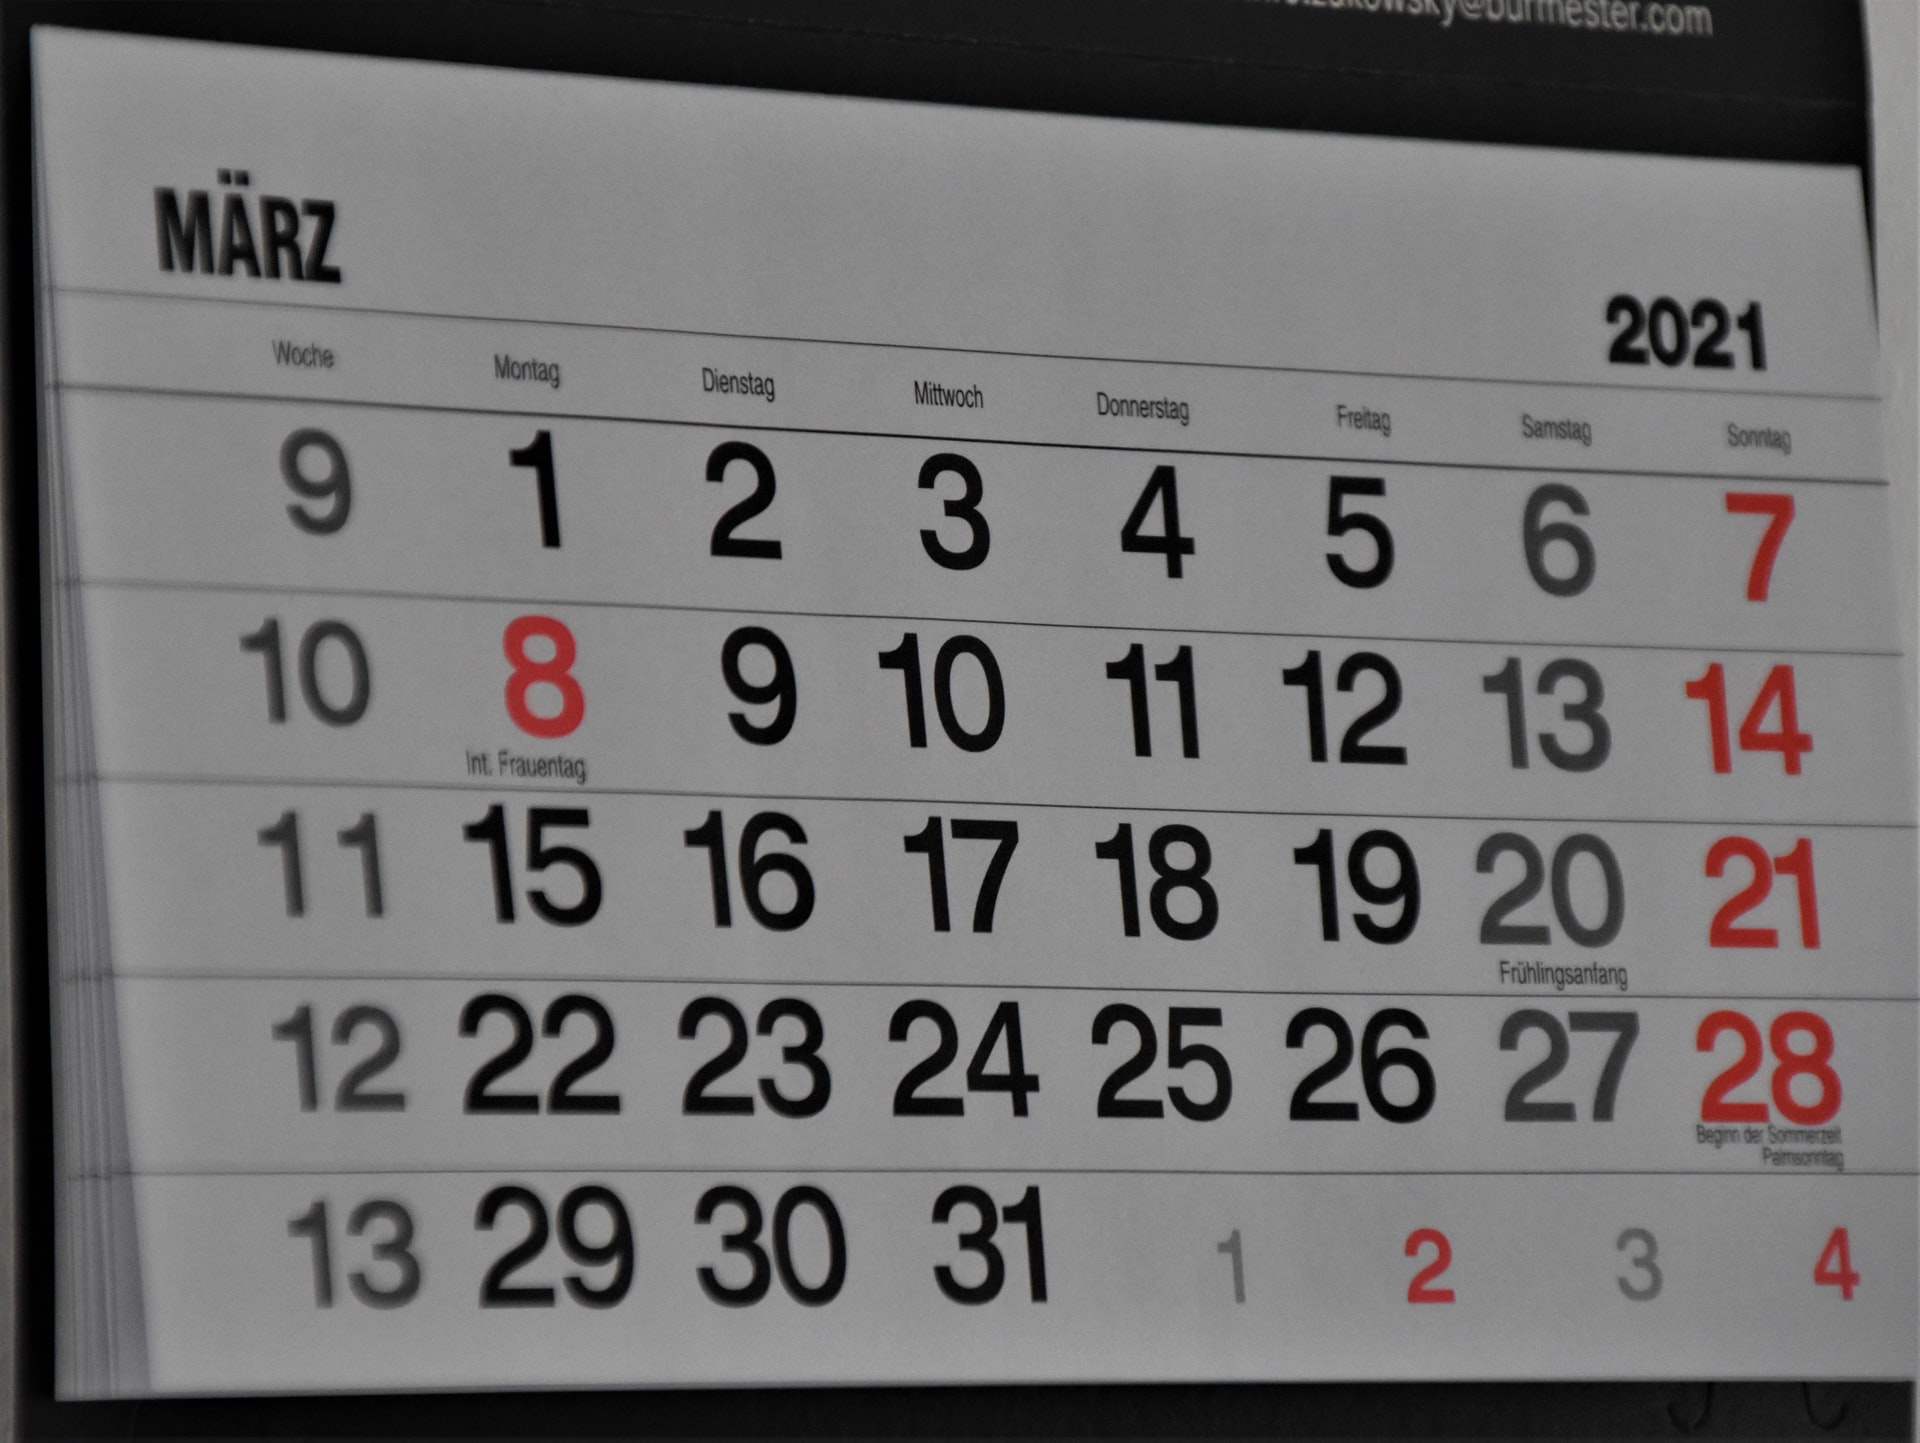 MÄRZ
2021
Woche Montag Dienstag Mittwoch Donnerstag Freitag Samstag Sonntag
9 1 2 3 4 5 6 7
10 8 9 10 11 12 13 14
Int. Frauentag
11 15 16 17 18 19 20 21
Frühlingsanfang
12 22 23 24 25 26 27 28
Beginn der Sommerzeit
Palmsonntag
13 29 30 31 1 2 3 4